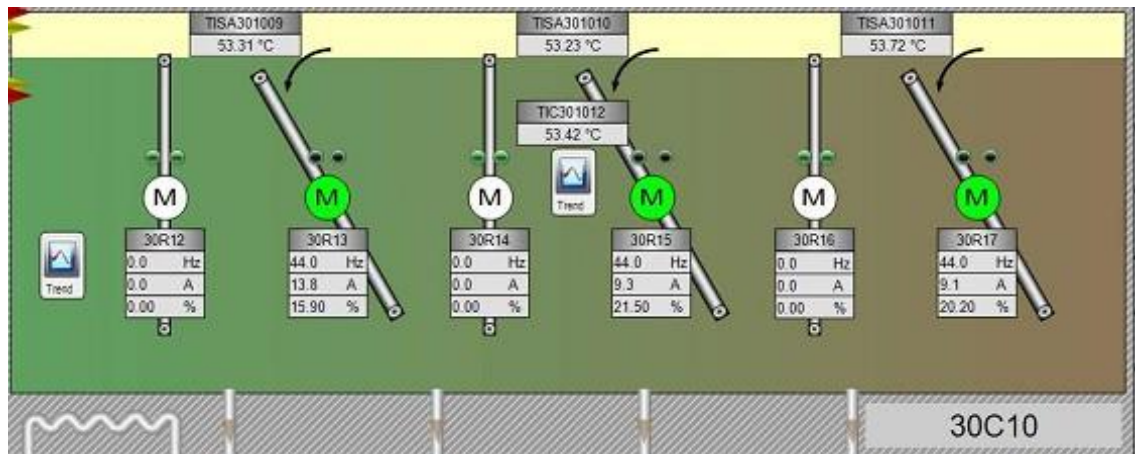 TISA301009
53.31 °C
TISA301010
53.23 °C
TISA301011
53.72 °C
TIC301012
53.42 °C
Trend
Trend
M
M
M
M
M
M
30R12
0.0 Hz
0.0 A
0.00 %
30R13
44.0 Hz
13.8 A
15.90 %
30R14
0.0 Hz
0.0 A
0.00 %
30R15
44.0 Hz
9.3 A
21.50 %
30R16
0.0 Hz
0.0 A
0.00 %
30R17
44.0 Hz
9.1 A
20.20 %
30C10